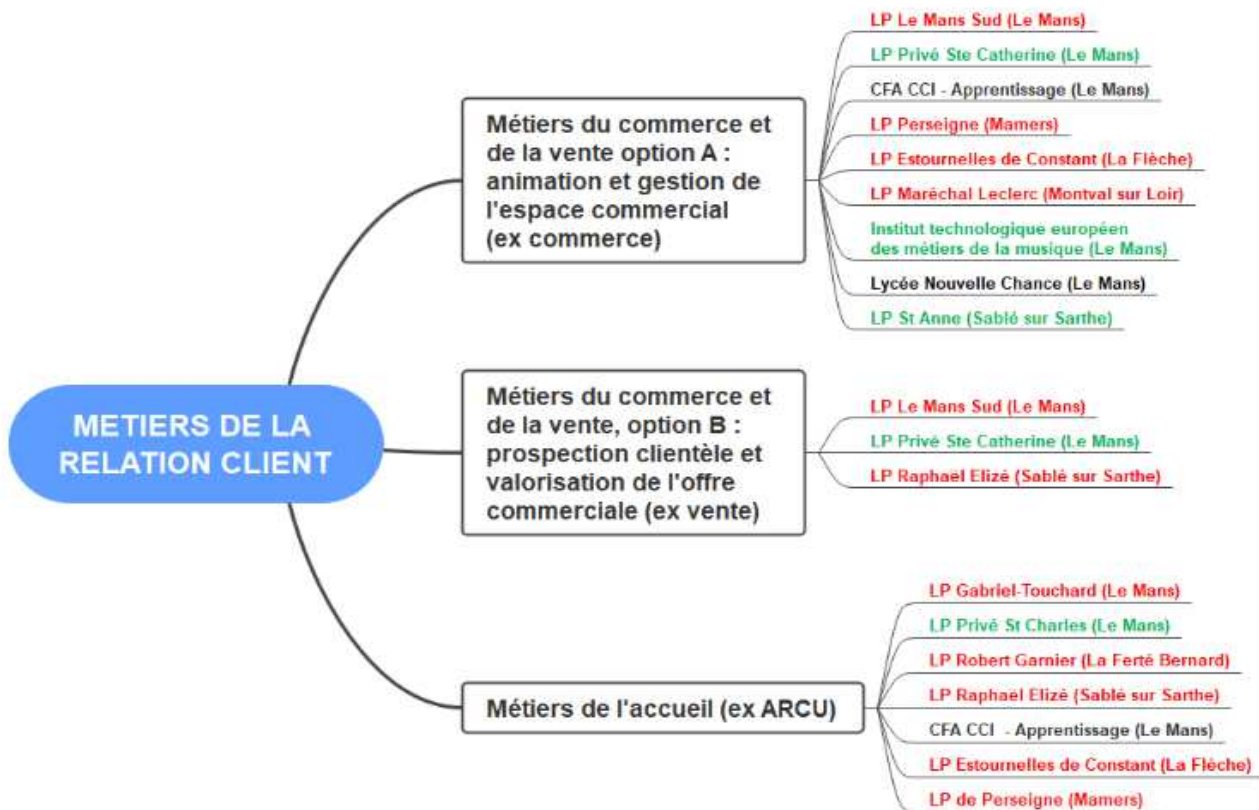 METIERS DE LA
RELATION CLIENT
Métiers du commerce et
de la vente option A :
animation et gestion de
l'espace commercial
(ex commerce)
LP Le Mans Sud (Le Mans)
LP Privé Ste Catherine (Le Mans)
CFA CCI - Apprentissage (Le Mans)
LP Perseigne (Mamers)
LP Estournelles de Constant (La Flèche)
LP Maréchal Leclerc (Montval sur Loir)
Institut technologique européen
des métiers de la musique (Le Mans)
Lycée Nouvelle Chance (Le Mans)
LP St Anne (Sablé sur Sarthe)
Métiers du commerce et
de la vente, option B :
prospection clientèle et
valorisation de l'offre
commerciale (ex vente)
LP Le Mans Sud (Le Mans)
LP Privé Ste Catherine (Le Mans)
LP Raphaël Elizé (Sablé sur Sarthe)
Métiers de l'accueil (ex ARCU)
LP Gabriel-Touchard (Le Mans)
LP Privé St Charles (Le Mans)
LP Robert Garnier (La Ferté Bernard)
LP Raphaël Elizé (Sablé sur Sarthe)
CFA CCI - Apprentissage (Le Mans)
LP Estournelles de Constant (La Flèche)
LP de Perseigne (Mamers)